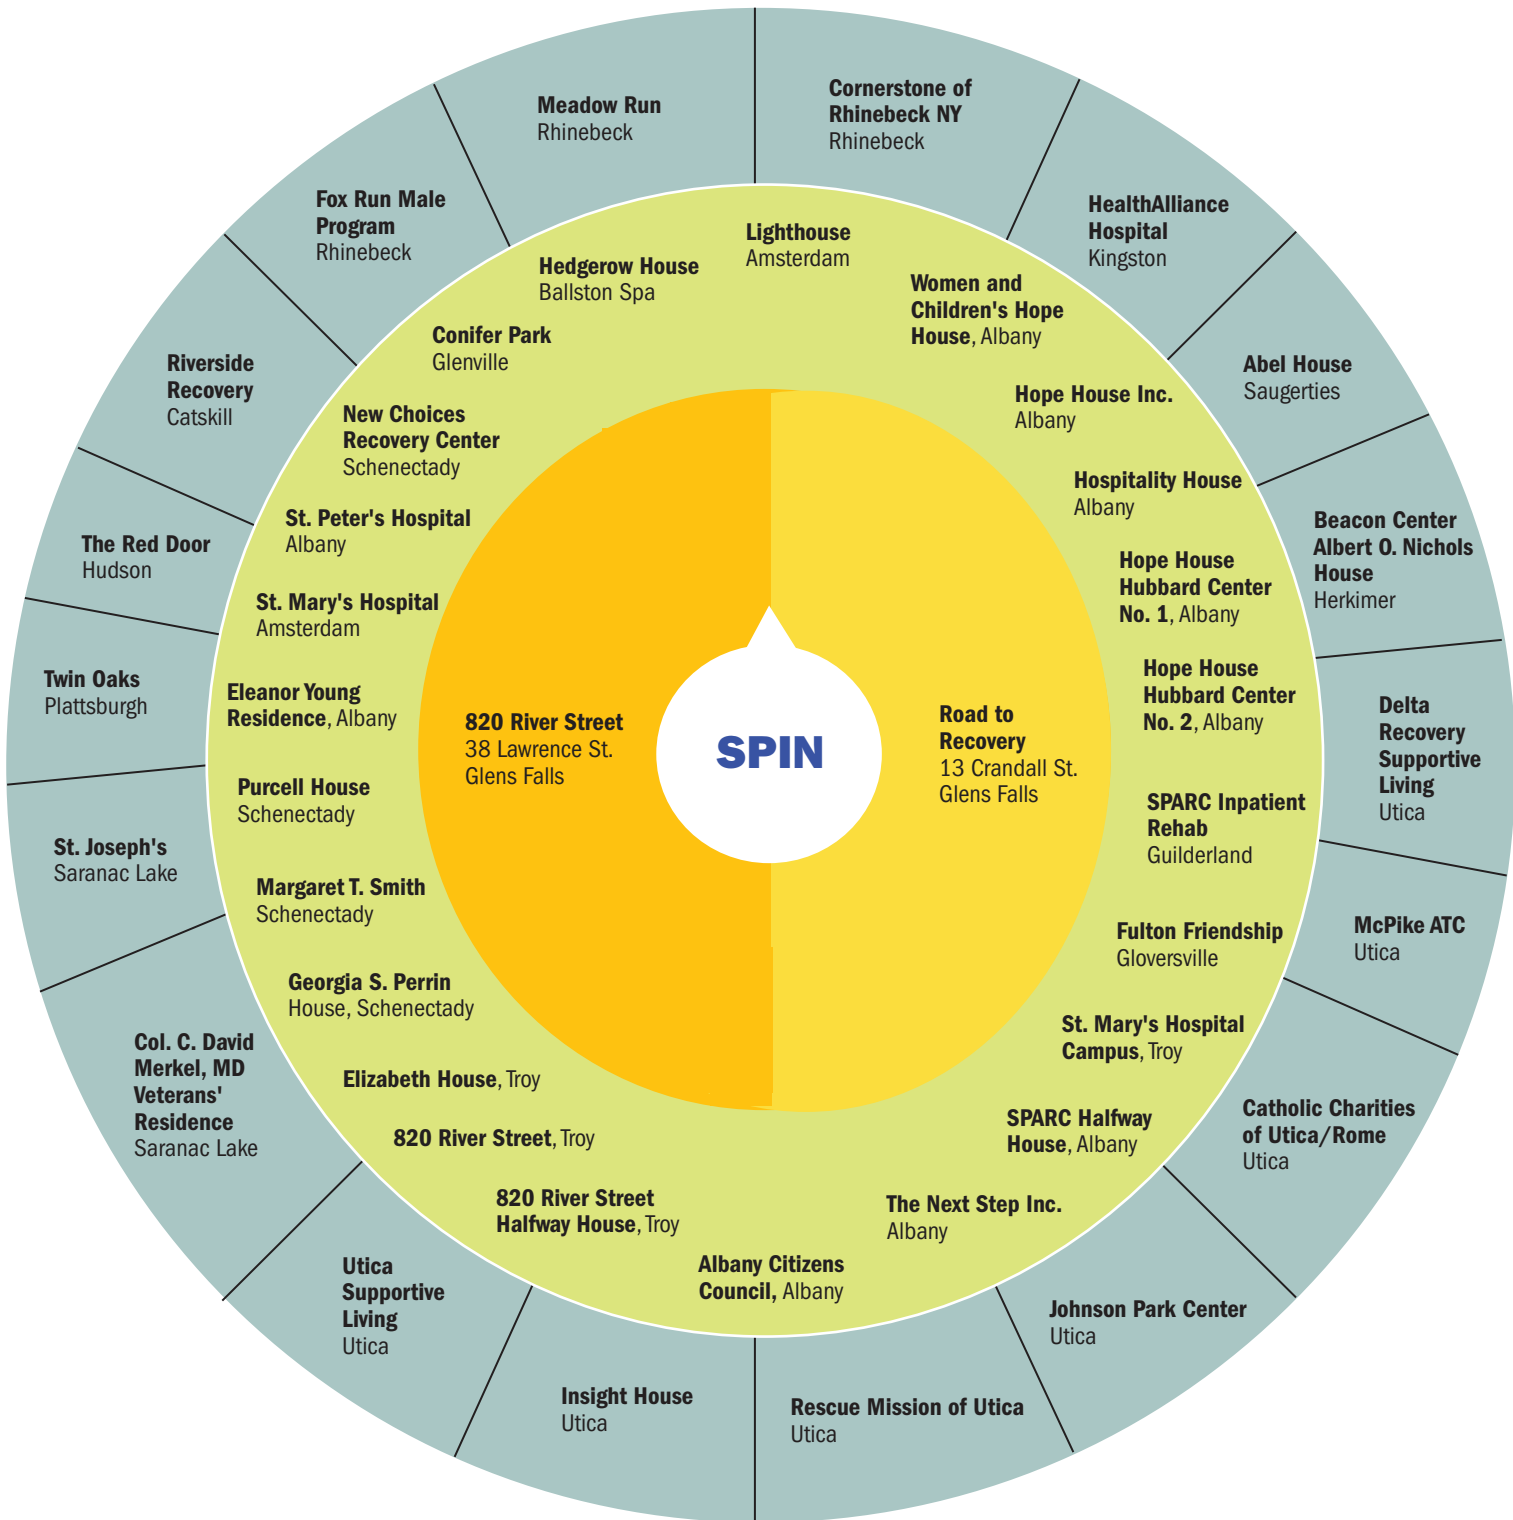 Meadow Run
Rhinebeck
Cornerstone of
Rhinebeck NY
Rhinebeck
HealthAlliance
Hospital
Kingston
Abel House
Saugerties
Beacon Center
Albert O. Nichols
House
Herkimer
Delta
Recovery
Supportive
Living
Utica
McPike ATC
Utica
Catholic Charities
of Utica/Rome
Utica
Johnson Park Center
Utica
Rescue Mission of Utica
Utica
Insight House
Utica
Utica
Supportive
Living
Utica
Col. C. David
Merkel, MD
Veterans'
Residence
Saranac Lake
St. Joseph's
Saranac Lake
Twin Oaks
Plattsburgh
The Red Door
Hudson
Riverside
Recovery
Catskill
Fox Run Male
Program
Rhinebeck
Lighthouse
Amsterdam
Women and
Children's Hope
House, Albany
Hope House Inc.
Albany
Hospitality House
Albany
Hope House
Hubbard Center
No. 1, Albany
Hope House
Hubbard Center
No. 2, Albany
SPARC Inpatient
Rehab
Guilderland
Fulton Friendship
Gloversville
St. Mary's Hospital
Campus, Troy
SPARC Halfway
House, Albany
The Next Step Inc.
Albany
Albany Citizens
Council, Albany
820 River Street
Halfway House, Troy
820 River Street, Troy
Elizabeth House, Troy
Georgia S. Perrin
House, Schenectady
Margaret T. Smith
Schenectady
Purcell House
Schenectady
Eleanor Young
Residence, Albany
St. Mary's Hospital
Amsterdam
St. Peter's Hospital
Albany
New Choices
Recovery Center
Schenectady
Conifer Park
Glenville
Hedgerow House
Ballston Spa
820 River Street
38 Lawrence St.
Glens Falls
SPIN
Road to
Recovery
13 Crandall St.
Glens Falls